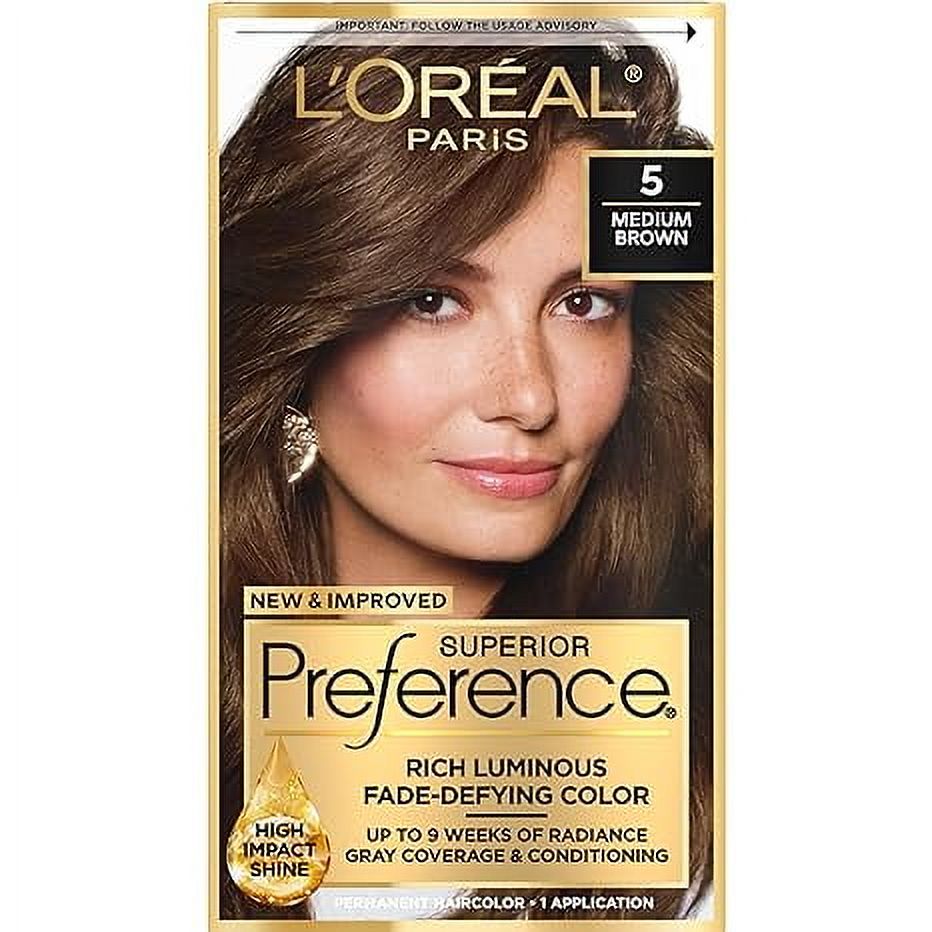 IMPORTANT: FOLLOW THE USAGE ADVISORY
L'ORÉAL®
PARIS
5
MEDIUM
BROWN
NEW & IMPROVED
SUPERIOR
Preference®
RICH LUMINOUS
FADE-DEFYING COLOR
UP TO 9 WEEKS OF RADIANCE
GRAY COVERAGE & CONDITIONING
HIGH
IMPACT
SHINE
PERMANENT HAIRCOLOR • 1 APPLICATION